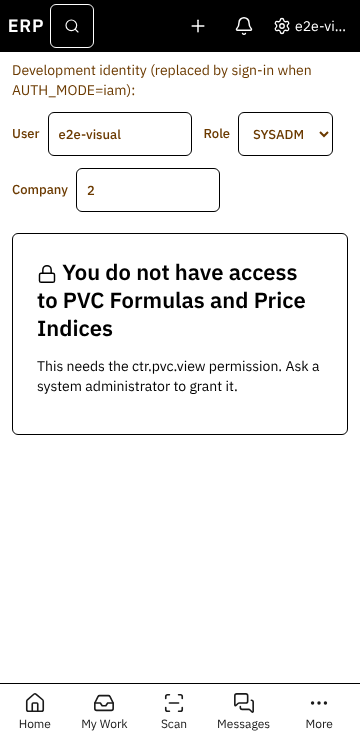 ERP
e2e-vi...
Development identity (replaced by sign-in when
AUTH_MODE=iam):
User e2e-visual Role SYSADM
Company 2
You do not have access
to PVC Formulas and Price
Indices
This needs the ctr.pvc.view permission. Ask a
system administrator to grant it.
Home My Work Scan Messages More